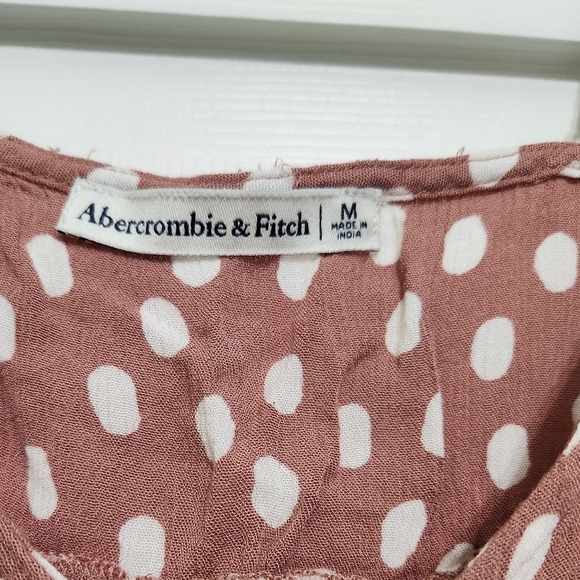 Abercrombie & Fitch | M
MADE IN
INDIA